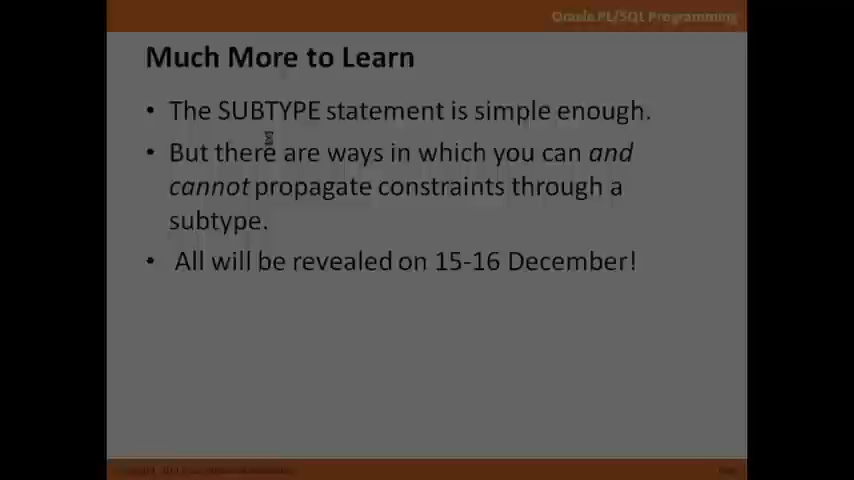 Oracle PL/SQL Programming
Much More to Learn
• The SUBTYPE statement is simple enough.
• But there are ways in which you can and
cannot propagate constraints through a
subtype.
• All will be revealed on 15-16 December!